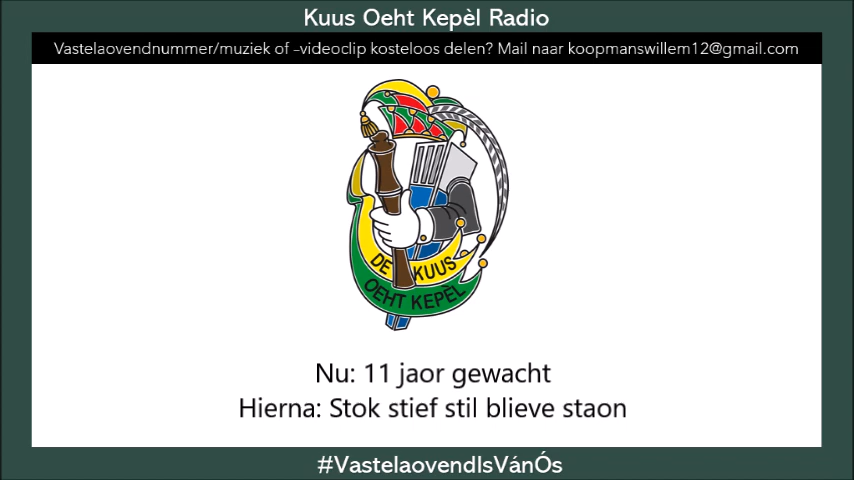 Kuus Oeht Kepèl Radio
Vastelaovendnummer/muziek of –videoclip kosteloos delen? Mail naar koopmanswillem12@gmail.com
DE KUUS
OEHT KEPÈL
Nu: 11 jaor gewacht
Hierna: Stok stief stil blieve staon
#VastelaovendIsVánÓs